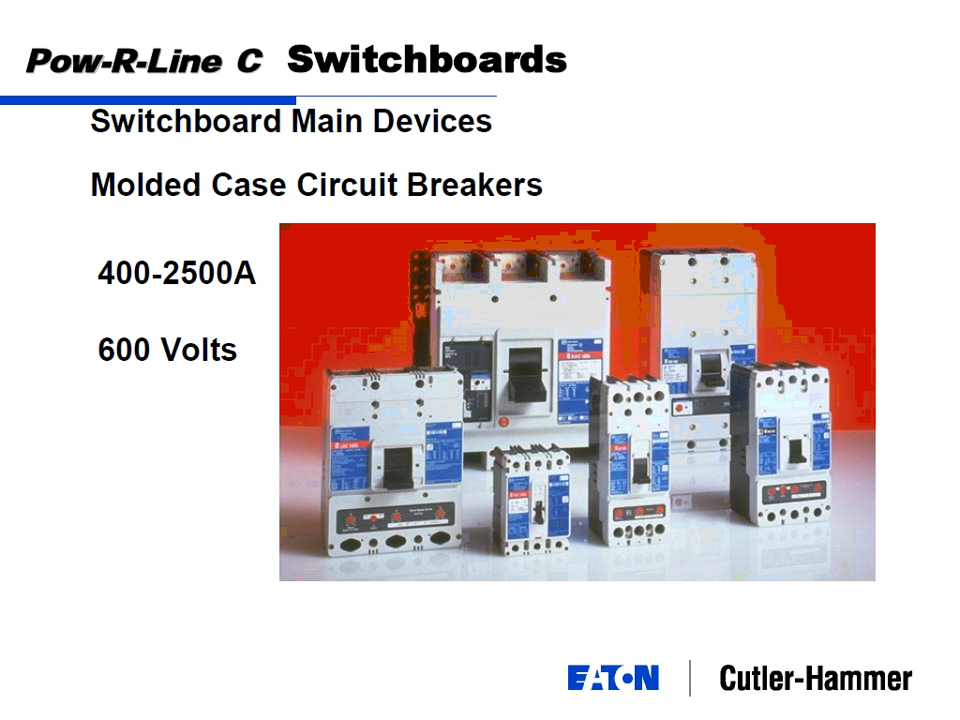 Pow-R-Line C Switchboards
Switchboard Main Devices
Molded Case Circuit Breakers
400-2500A
600 Volts
EATON | Cutler-Hammer